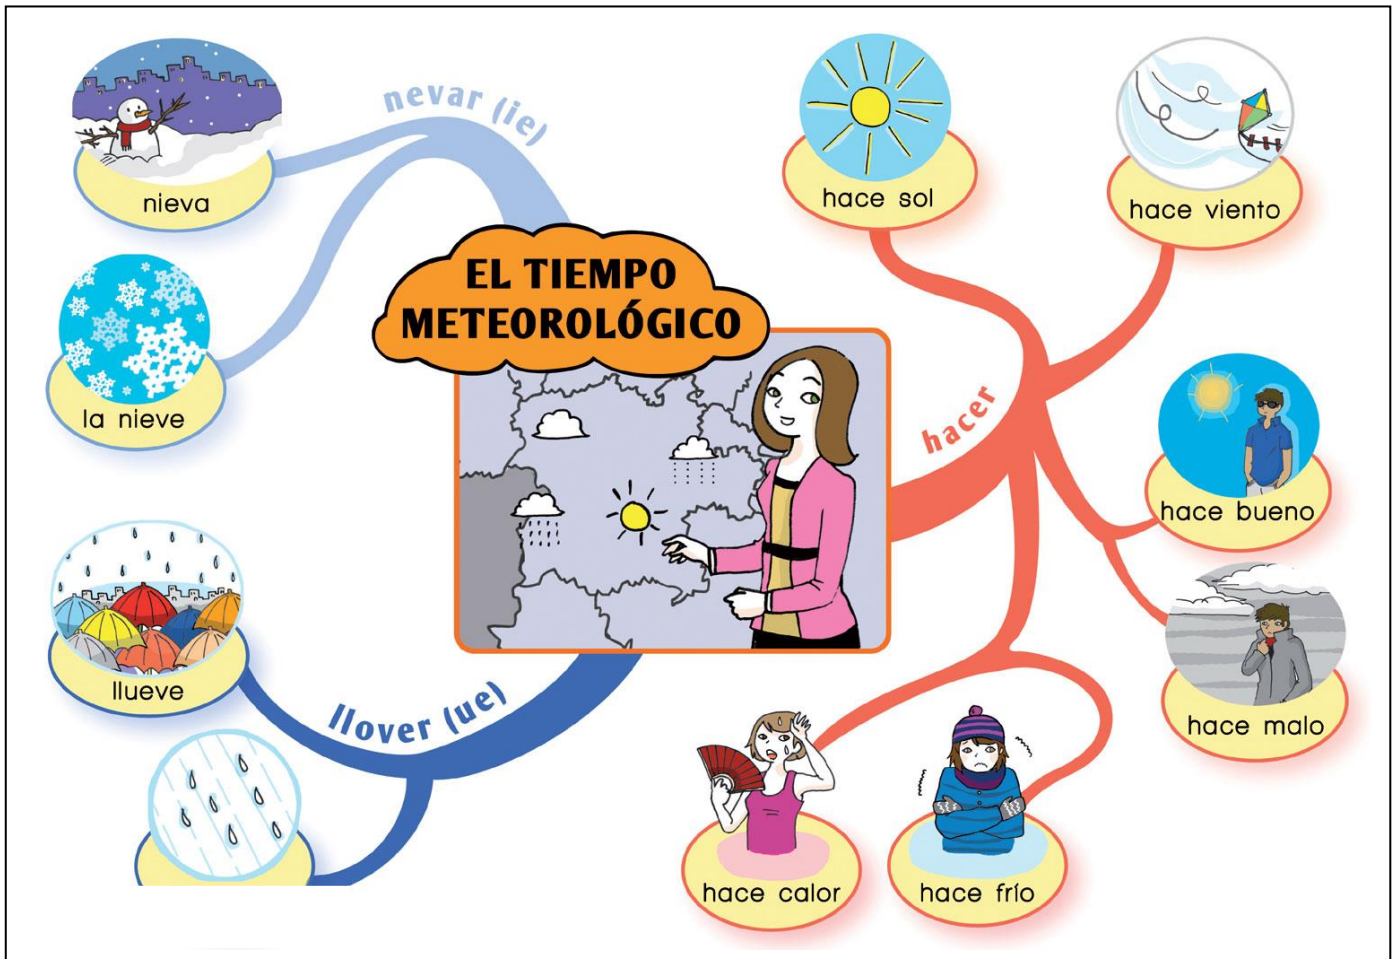 EL TIEMPO
METEOROLÓGICO
nevar (ie)
nieva
la nieve
llover (ue)
llueve
hacer
hace sol
hace viento
hace bueno
hace malo
hace calor
hace frío